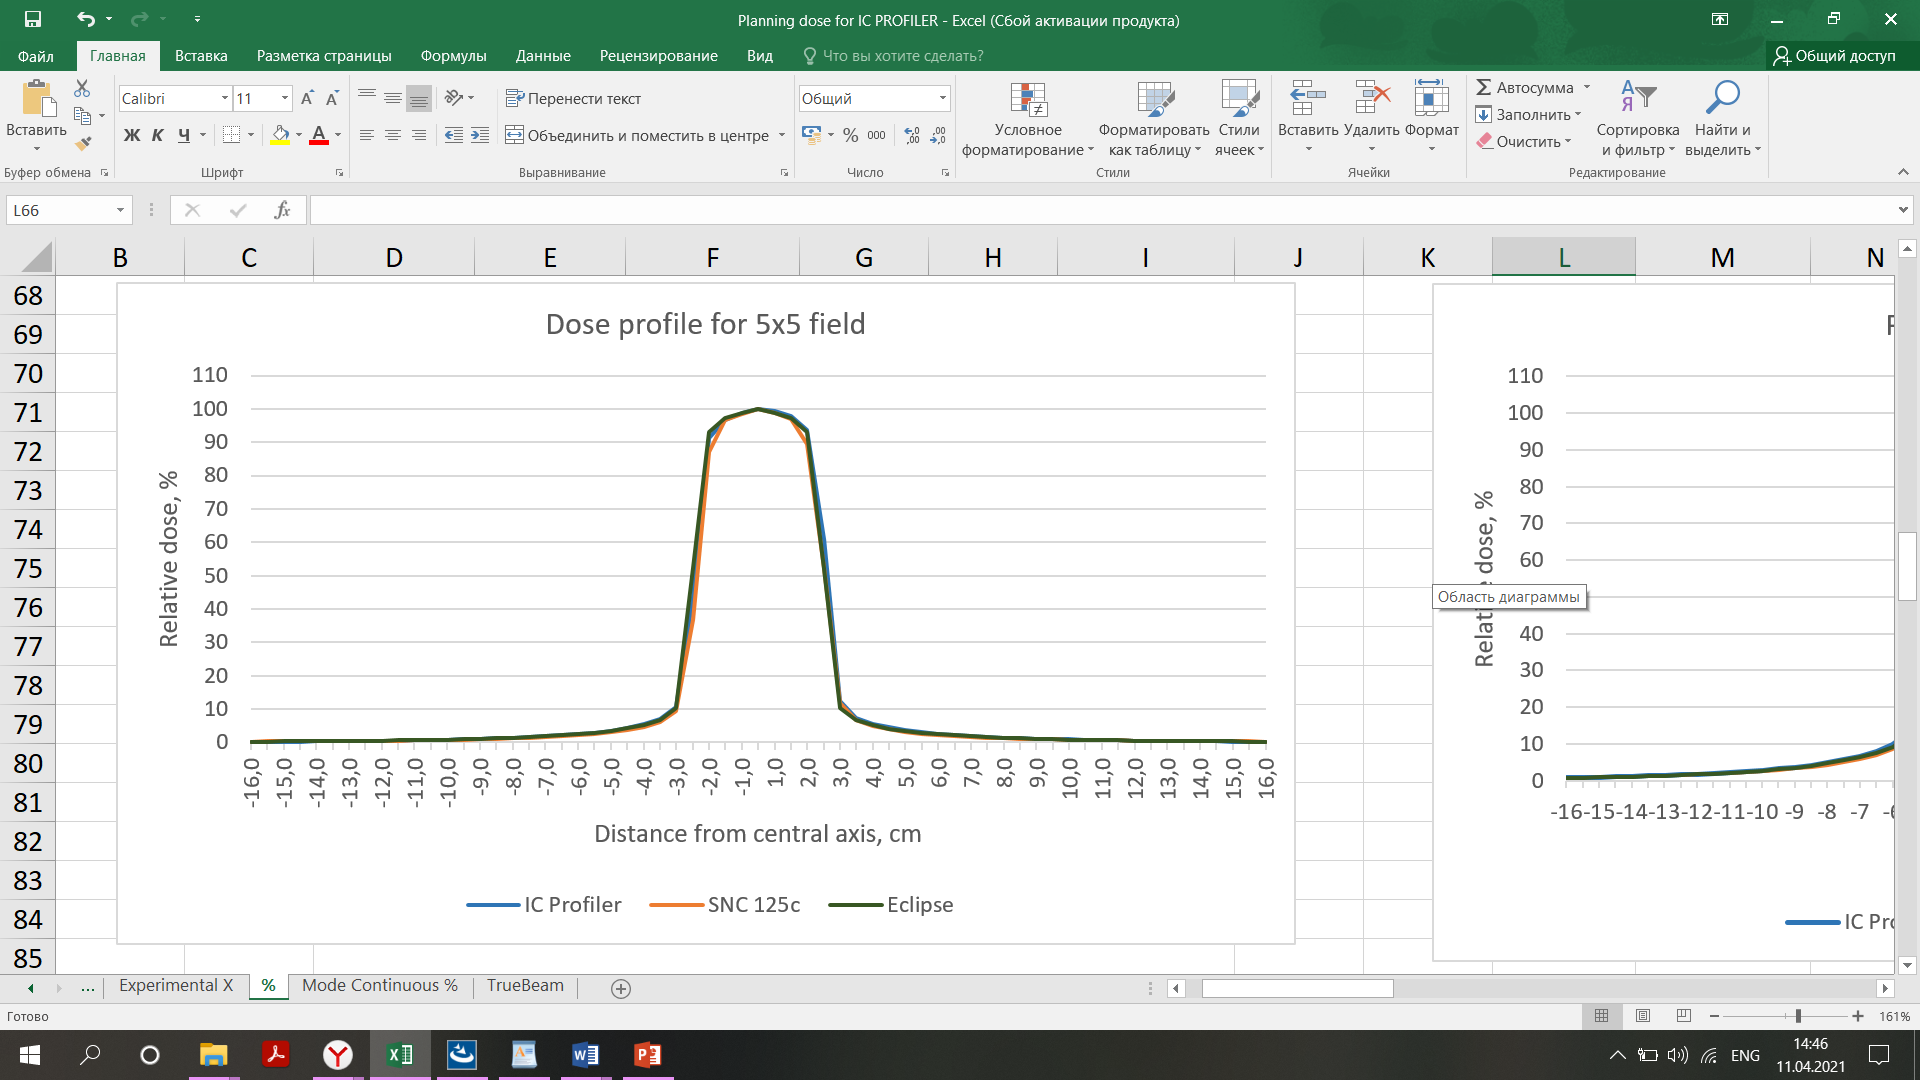 Planning dose for IC PROFILER - Excel (Сбой активации продукта)
Файл Главная Вставка Разметка страницы Формулы Данные Рецензирование Вид Что вы хотите сделать? Общий доступ
Вставить
Буфер обмена
Calibri 11
Ж К Ч А
Шрифт
Перенести текст
Объединить и поместить в центре
Выравнивание
Общий
% 000
Число
Условное форматирование
Форматировать как таблицу
Стили ячеек
Стили
Вставить Удалить Формат
Ячейки
Автосумма
Заполнить
Очистить
Сортировка и фильтр
Найти и выделить
Редактирование
L66
fx
B C D E F G H I J K L M N
68
69
70
71
72
73
74
75
76
77
78
79
80
81
82
83
84
85
Dose profile for 5x5 field
Relative dose, %
110
100
90
80
70
60
50
40
30
20
10
0
-16,0 -15,0 -14,0 -13,0 -12,0 -11,0 -10,0 -9,0 -8,0 -7,0 -6,0 -5,0 -4,0 -3,0 -2,0 -1,0 1,0 2,0 3,0 4,0 5,0 6,0 7,0 8,0 9,0 10,0 11,0 12,0 13,0 14,0 15,0 16,0
Distance from central axis, cm
IC Profiler SNC 125c Eclipse
110
100
90
80
70
60
40
30
20
10
0
Область диаграммы
-16 -15 -14 -13 -12 -11 -10 -9 -8 -7
IC Pro
... Experimental X % Mode Continuous % TrueBeam
Готово
161%
ENG
14:46
11.04.2021